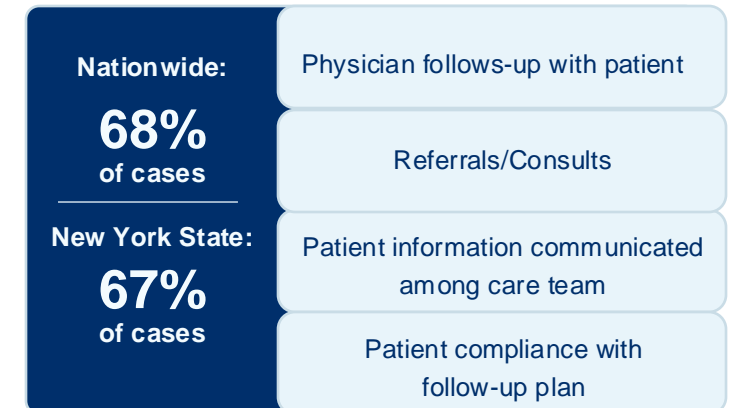 Nationwide:
68%
of cases
New York State:
67%
of cases
Physician follows-up with patient
Referrals/Consults
Patient information communicated
among care team
Patient compliance with
follow-up plan